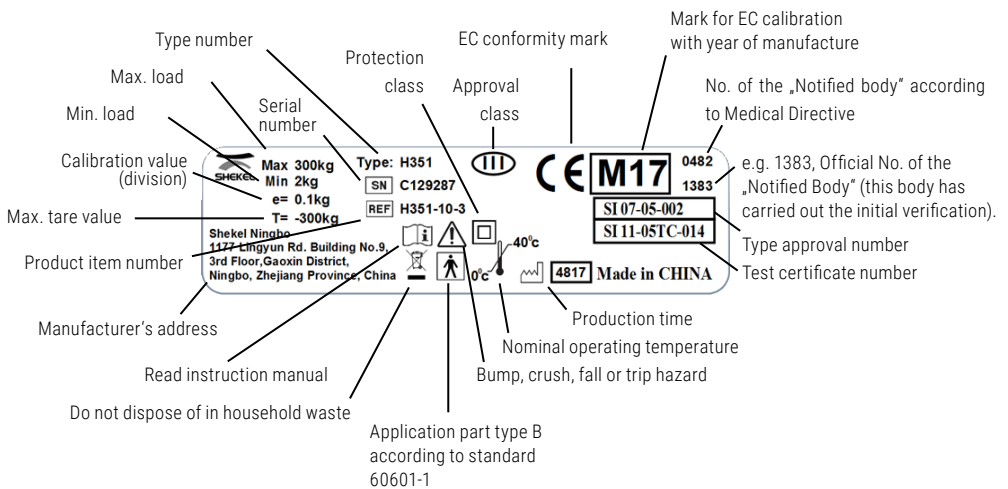 Type number
Max. load
Min. load
Calibration value
(division)
Max. tare value
Product item number
Manufacturer‘s address
Serial
number
Protection
class
Approval
class
EC conformity mark
Mark for EC calibration
with year of manufacture
No. of the „Notified body“ according
to Medical Directive
e.g. 1383, Official No. of the
„Notified Body“ (this body has
carried out the initial verification).
Type approval number
Test certificate number
SHEKEL
Max 300kg
Min 2kg
e= 0.1kg
T= -300kg
Shekel Ningbo
1177 Lingyun Rd. Building No.9,
3rd Floor,Gaoxin District,
Ningbo, Zhejiang Province, China
Type: H351
SN C129287
REF H351-10-3
III
CE M17
0482
1383
SI 07-05-002
SI 11-05TC-014
40°c
0°c
4817 Made in CHINA
Production time
Nominal operating temperature
Bump, crush, fall or trip hazard
Read instruction manual
Do not dispose of in household waste
Application part type B
according to standard
60601-1